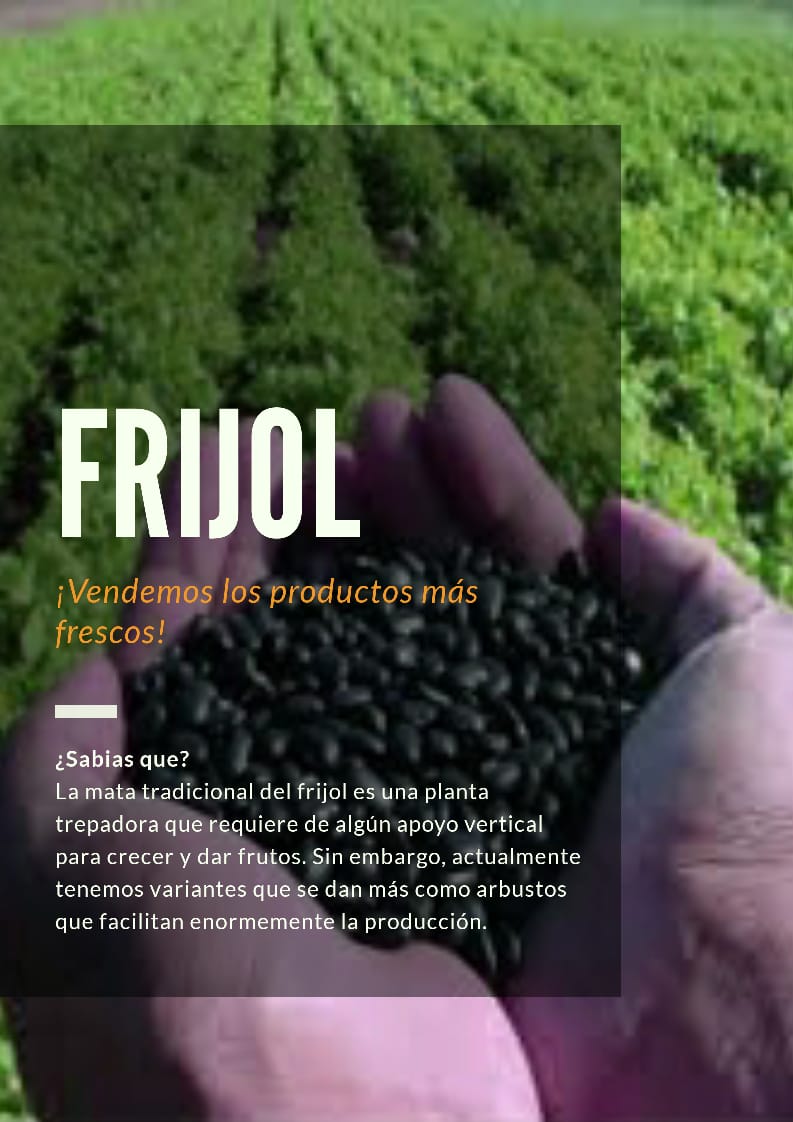 FRIJOL
¡Vendemos los productos más
frescos!
¿Sabias que?
La mata tradicional del frijol es una planta
trepadora que requiere de algún apoyo vertical
para crecer y dar frutos. Sin embargo, actualmente
tenemos variantes que se dan más como arbustos
que facilitan enormemente la producción.